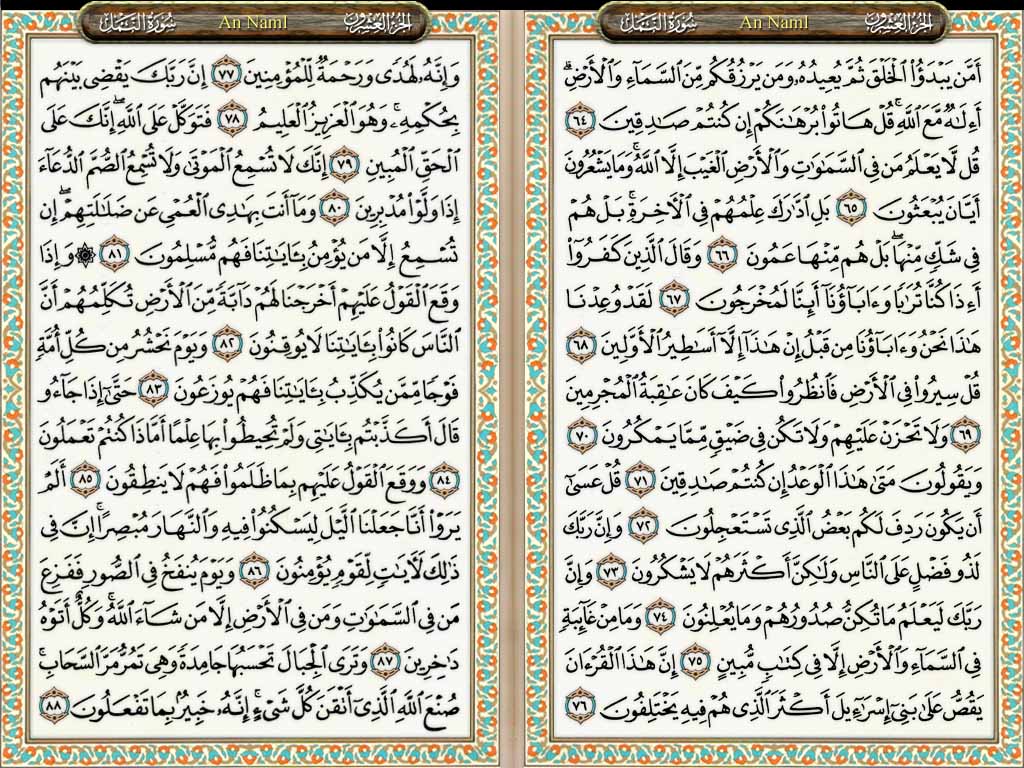 الجزء العشرون An Naml سورة النمل
أَمَّن يَبْدَؤُا۟ ٱلْخَلْقَ ثُمَّ يُعِيدُهُۥ وَمَن يَرْزُقُكُم مِّنَ ٱلسَّمَآءِ وَٱلْأَرْضِ ۗ
أَءِلَـٰهٌ مَّعَ ٱللَّهِ ۚ قُلْ هَاتُوا۟ بُرْهَـٰنَكُمْ إِن كُنتُمْ صَـٰدِقِينَ ٦٤
قُل لَّا يَعْلَمُ مَن فِى ٱلسَّمَـٰوَٰتِ وَٱلْأَرْضِ ٱلْغَيْبَ إِلَّا ٱللَّهُ ۚ وَمَا يَشْعُرُونَ
أَيَّانَ يُبْعَثُونَ ٦٥ بَلِ ٱدَّٰرَكَ عِلْمُهُمْ فِى ٱلْـَٔاخِرَةِ ۚ بَلْ هُمْ
فِى شَكٍّ مِّنْهَا ۖ بَلْ هُم مِّنْهَا عَمُونَ ٦٦ وَقَالَ ٱلَّذِينَ كَفَرُوٓا۟
أَءِذَا كُنَّا تُرَٰبًا وَءَابَآؤُنَآ أَئِنَّا لَمُخْرَجُونَ ٦٧ لَقَدْ وُعِدْنَا
هَـٰذَا نَحْنُ وَءَابَآؤُنَا مِن قَبْلُ إِنْ هَـٰذَآ إِلَّآ أَسَـٰطِيرُ ٱلْأَوَّلِينَ ٦٨
قُلْ سِيرُوا۟ فِى ٱلْأَرْضِ فَٱنظُرُوا۟ كَيْفَ كَانَ عَـٰقِبَةُ ٱلْمُجْرِمِينَ
٦٩ وَلَا تَحْزَنْ عَلَيْهِمْ وَلَا تَكُن فِى ضَيْقٍ مِّمَّا يَمْكُرُونَ ٧٠
وَيَقُولُونَ مَتَىٰ هَـٰذَا ٱلْوَعْدُ إِن كُنتُمْ صَـٰدِقِينَ ٧١ قُلْ عَسَىٰٓ
أَن يَكُونَ رَدِفَ لَكُم بَعْضُ ٱلَّذِى تَسْتَعْجِلُونَ ٧٢ وَإِنَّ رَبَّكَ
لَذُو فَضْلٍ عَلَى ٱلنَّاسِ وَلَـٰكِنَّ أَكْثَرَهُمْ لَا يَشْكُرُونَ ٧٣ وَإِنَّ
رَبَّكَ لَيَعْلَمُ مَا تُكِنُّ صُدُورُهُمْ وَمَا يُعْلِنُونَ ٧٤ وَمَا مِنْ غَآئِبَةٍ
فِى ٱلسَّمَآءِ وَٱلْأَرْضِ إِلَّا فِى كِتَـٰبٍ مُّبِينٍ ٧٥ إِنَّ هَـٰذَا ٱلْقُرْءَانَ
يَقُصُّ عَلَىٰ بَنِىٓ إِسْرَٰٓءِيلَ أَكْثَرَ ٱلَّذِى هُمْ فِيهِ يَخْتَلِفُونَ ٧٦
الجزء العشرون An Naml سورة النمل
وَإِنَّهُۥ لَهُدًى وَرَحْمَةٌ لِّلْمُؤْمِنِينَ ٧٧ إِنَّ رَبَّكَ يَقْضِى بَيْنَهُم
بِحُكْمِهِۦ ۚ وَهُوَ ٱلْعَزِيزُ ٱلْعَلِيمُ ٧٨ فَتَوَكَّلْ عَلَى ٱللَّهِ ۖ إِنَّكَ عَلَى
ٱلْحَقِّ ٱلْمُبِينِ ٧٩ إِنَّكَ لَا تُسْمِعُ ٱلْمَوْتَىٰ وَلَا تُسْمِعُ ٱلصُّمَّ ٱلدُّعَآءَ
إِذَا وَلَّوْا۟ مُدْبِرِينَ ٨٠ وَمَآ أَنتَ بِهَـٰدِى ٱلْعُمْىِ عَن ضَلَـٰلَتِهِمْ ۖ إِن
تُسْمِعُ إِلَّا مَن يُؤْمِنُ بِـَٔايَـٰتِنَا فَهُم مُّسْلِمُونَ ٨١ ۞ وَإِذَا
وَقَعَ ٱلْقَوْلُ عَلَيْهِمْ أَخْرَجْنَا لَهُمْ دَآبَّةً مِّنَ ٱلْأَرْضِ تُكَلِّمُهُمْ أَنَّ
ٱلنَّاسَ كَانُوا۟ بِـَٔايَـٰتِنَا لَا يُوقِنُونَ ٨٢ وَيَوْمَ نَحْشُرُ مِن كُلِّ أُمَّةٍ
فَوْجًا مِّمَّن يُكَذِّبُ بِـَٔايَـٰتِنَا فَهُمْ يُوزَعُونَ ٨٣ حَتَّىٰٓ إِذَا جَآءُو
قَالَ أَكَذَّبْتُم بِـَٔايَـٰتِى وَلَمْ تُحِيطُوا۟ بِهَا عِلْمًا أَمَّاذَا كُنتُمْ تَعْمَلُونَ
٨٤ وَوَقَعَ ٱلْقَوْلُ عَلَيْهِم بِمَا ظَلَمُوا۟ فَهُمْ لَا يَنطِقُونَ ٨٥ أَلَمْ
يَرَوْا۟ أَنَّا جَعَلْنَا ٱلَّيْلَ لِيَسْكُنُوا۟ فِيهِ وَٱلنَّهَارَ مُبْصِرًا ۚ إِنَّ فِى
ذَٰلِكَ لَـَٔايَـٰتٍ لِّقَوْمٍ يُؤْمِنُونَ ٨٦ وَيَوْمَ يُنفَخُ فِى ٱلصُّورِ فَفَزِعَ
مَن فِى ٱلسَّمَـٰوَٰتِ وَمَن فِى ٱلْأَرْضِ إِلَّا مَن شَآءَ ٱللَّهُ ۚ وَكُلٌّ أَتَوْهُ
دَٰخِرِينَ ٨٧ وَتَرَى ٱلْجِبَالَ تَحْسَبُهَا جَامِدَةً وَهِىَ تَمُرُّ مَرَّ ٱلسَّحَابِ ۚ
صُنْعَ ٱللَّهِ ٱلَّذِىٓ أَتْقَنَ كُلَّ شَىْءٍ ۚ إِنَّهُۥ خَبِيرٌۢ بِمَا تَفْعَلُونَ ٨٨